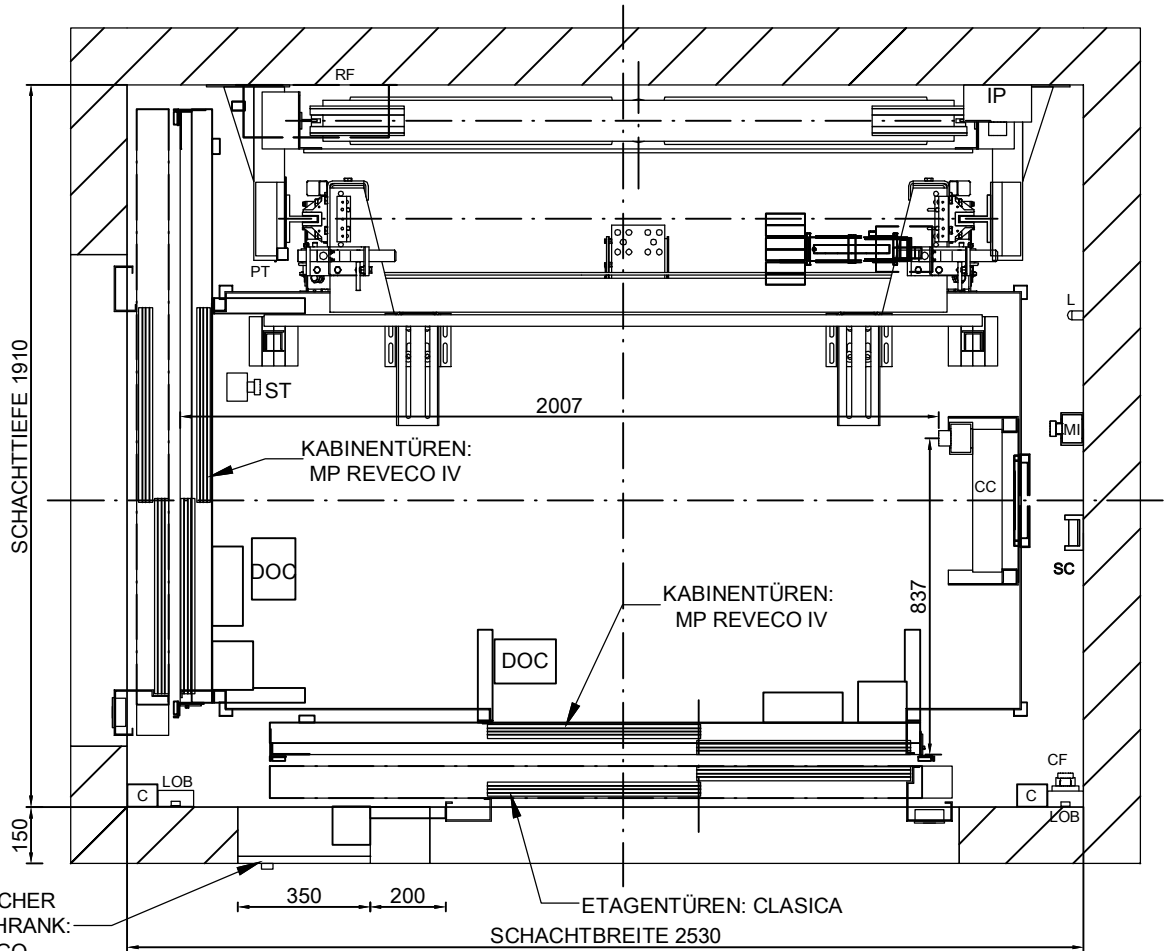 RF
IP
PT
L
SCHACHTTIEFE 1910
ST
2007
MI
KABINENTÜREN:
MP REVECO IV
CC
SC
DOC
837
KABINENTÜREN:
MP REVECO IV
DOC
CF
C
LOB
C
LOB
150
CHER
HRANK:
350
200
ETAGENTÜREN: CLASICA
SCHACHTBREITE 2530